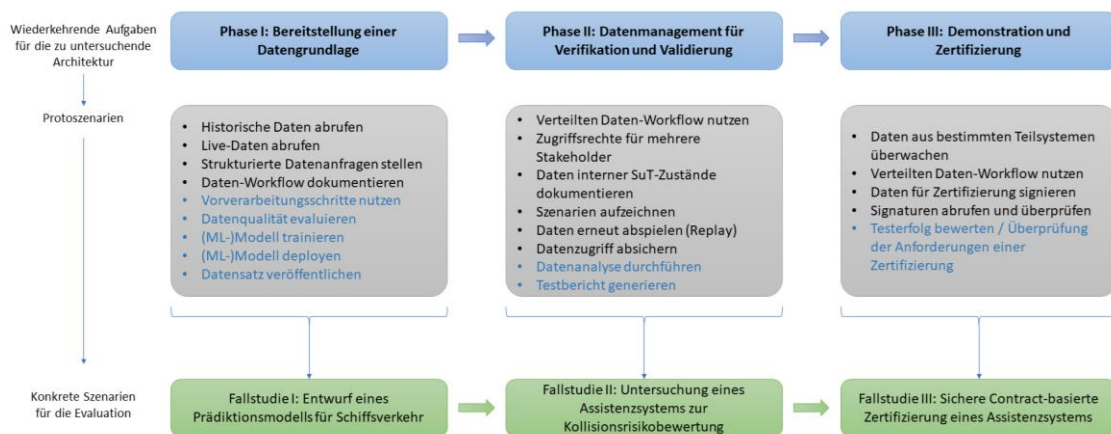 Wiederkehrende Aufgaben
für die zu untersuchende
Architektur
Phase I: Bereitstellung einer
Datengrundlage
Phase II: Datenmanagement für
Verifikation und Validierung
Phase III: Demonstration und
Zertifizierung
Protoszenarien
• Historische Daten abrufen
• Live-Daten abrufen
• Strukturierte Datenanfragen stellen
• Daten-Workflow dokumentieren
• Vorverarbeitungsschritte nutzen
• Datenqualität evaluieren
• (ML-)Modell trainieren
• (ML-)Modell deployen
• Datensatz veröffentlichen
• Verteilten Daten-Workflow nutzen
• Zugriffsrechte für mehrere
Stakeholder
• Daten interner SuT-Zustände
dokumentieren
• Szenarien aufzeichnen
• Daten erneut abspielen (Replay)
• Datenzugriff absichern
• Datenanalyse durchführen
• Testbericht generieren
• Daten aus bestimmten Teilsystemen
überwachen
• Verteilten Daten-Workflow nutzen
• Daten für Zertifizierung signieren
• Signaturen abrufen und überprüfen
• Testerfolg bewerten / Überprüfung
der Anforderungen einer
Zertifizierung
Konkrete Szenarien
für die Evaluation
Fallstudie I: Entwurf eines
Prädiktionsmodells für Schiffsverkehr
Fallstudie II: Untersuchung eines
Assistenzsystems zur
Kollisionsrisikobewertung
Fallstudie III: Sichere Contract-basierte
Zertifizierung eines Assistenzsystems